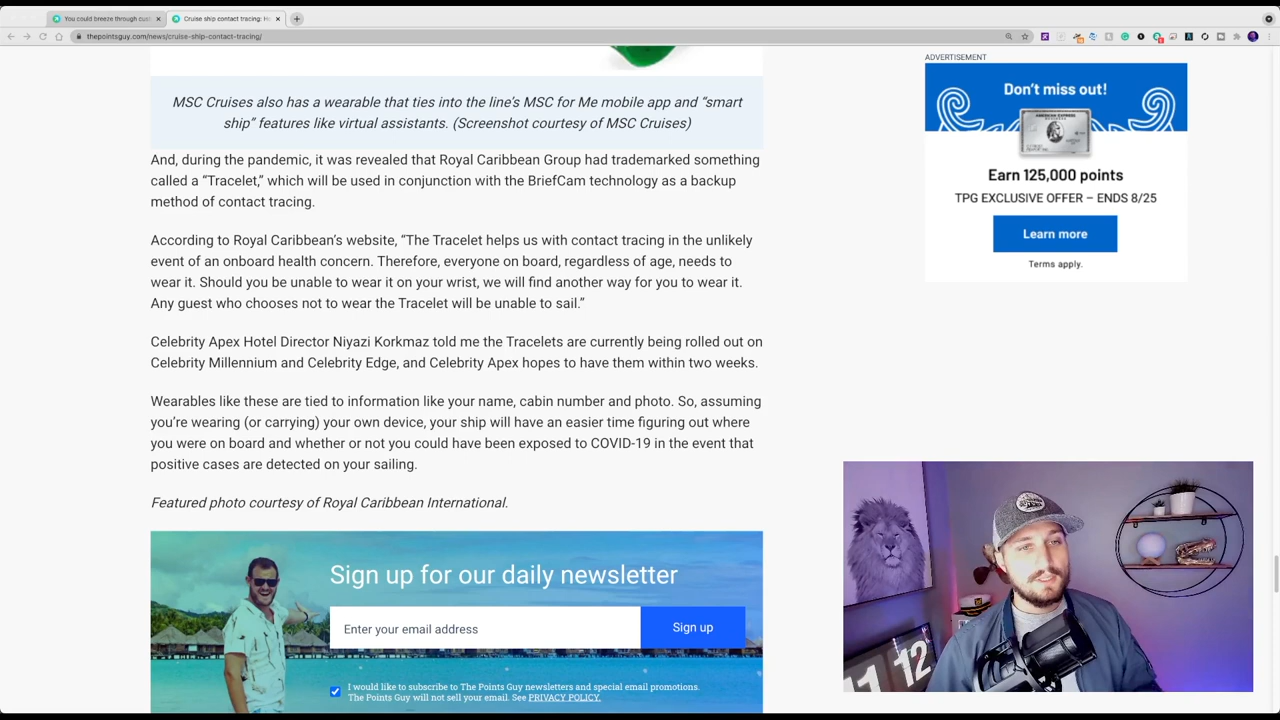 You could breeze through cust
Cruise ship contact tracing: H
thepointsguy.com/news/cruise-ship-contact-tracing/
ADVERTISEMENT
Don't miss out!
AMERICAN EXPRESS
Earn 125,000 points
TPG EXCLUSIVE OFFER – ENDS 8/25
Learn more
Terms apply.
MSC Cruises also has a wearable that ties into the line's MSC for Me mobile app and “smart
ship” features like virtual assistants. (Screenshot courtesy of MSC Cruises)
And, during the pandemic, it was revealed that Royal Caribbean Group had trademarked something
called a “Tracelet,” which will be used in conjunction with the BriefCam technology as a backup
method of contact tracing.
According to Royal Caribbean’s website, “The Tracelet helps us with contact tracing in the unlikely
event of an onboard health concern. Therefore, everyone on board, regardless of age, needs to
wear it. Should you be unable to wear it on your wrist, we will find another way for you to wear it.
Any guest who chooses not to wear the Tracelet will be unable to sail.”
Celebrity Apex Hotel Director Niyazi Korkmaz told me the Tracelets are currently being rolled out on
Celebrity Millennium and Celebrity Edge, and Celebrity Apex hopes to have them within two weeks.
Wearables like these are tied to information like your name, cabin number and photo. So, assuming
you’re wearing (or carrying) your own device, your ship will have an easier time figuring out where
you were on board and whether or not you could have been exposed to COVID-19 in the event that
positive cases are detected on your sailing.
Featured photo courtesy of Royal Caribbean International.
Sign up for our daily newsletter
Enter your email address
Sign up
I would like to subscribe to The Points Guy newsletters and special email promotions.
The Points Guy will not sell your email. See PRIVACY POLICY.
12